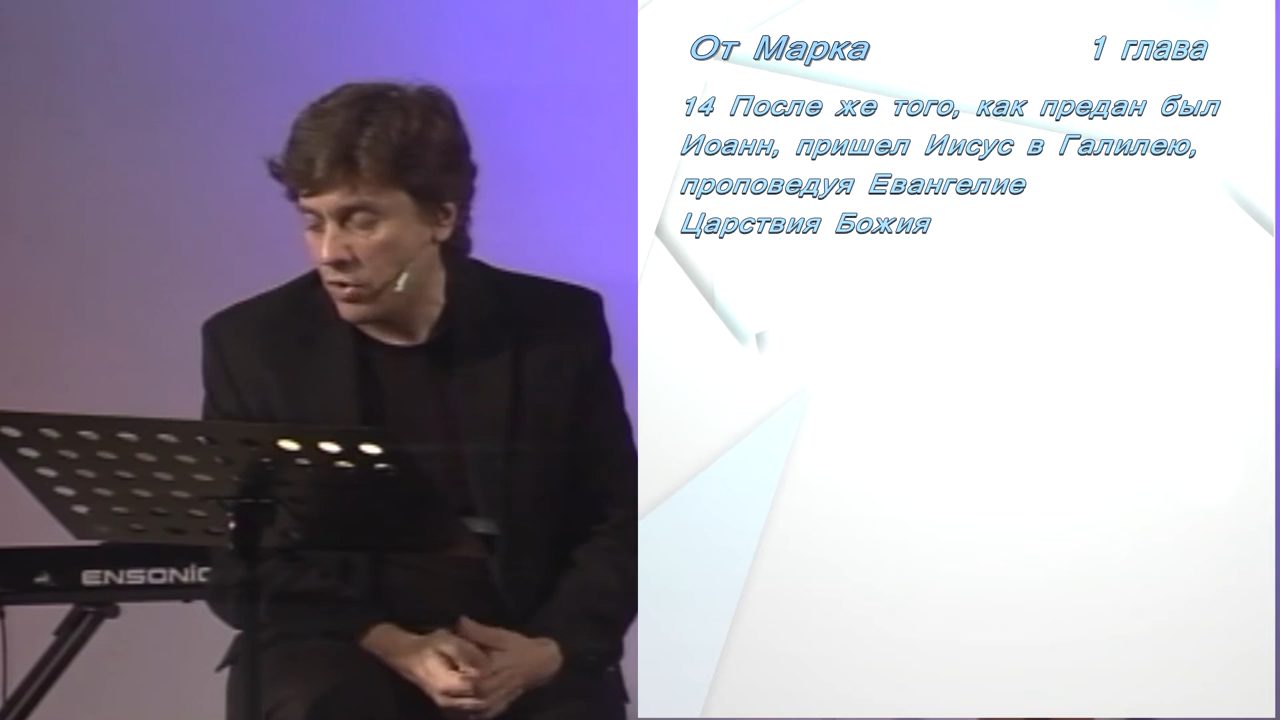 От Марка 1 глава
14 После же того, как предан был
Иоанн, пришел Иисус в Галилею,
проповедуя Евангелие
Царствия Божия
ENSONIC